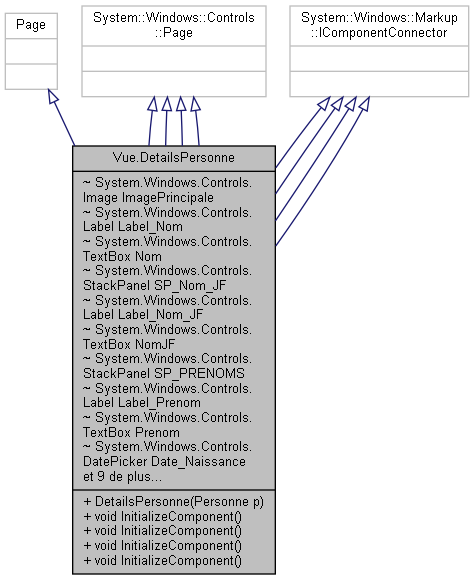 Page
System::Windows::Controls
::Page
System::Windows::Markup
::IComponentConnector
Vue.DetailsPersonne
~ System.Windows.Controls.
Image ImagePrincipale
~ System.Windows.Controls.
Label Label_Nom
~ System.Windows.Controls.
TextBox Nom
~ System.Windows.Controls.
StackPanel SP_Nom_JF
~ System.Windows.Controls.
Label Label_Nom_JF
~ System.Windows.Controls.
TextBox NomJF
~ System.Windows.Controls.
StackPanel SP_PRENOMS
~ System.Windows.Controls.
Label Label_Prenom
~ System.Windows.Controls.
TextBox Prenom
~ System.Windows.Controls.
DatePicker Date_Naissance
et 9 de plus...
+ DetailsPersonne(Personne p)
+ void InitializeComponent()
+ void InitializeComponent()
+ void InitializeComponent()
+ void InitializeComponent()